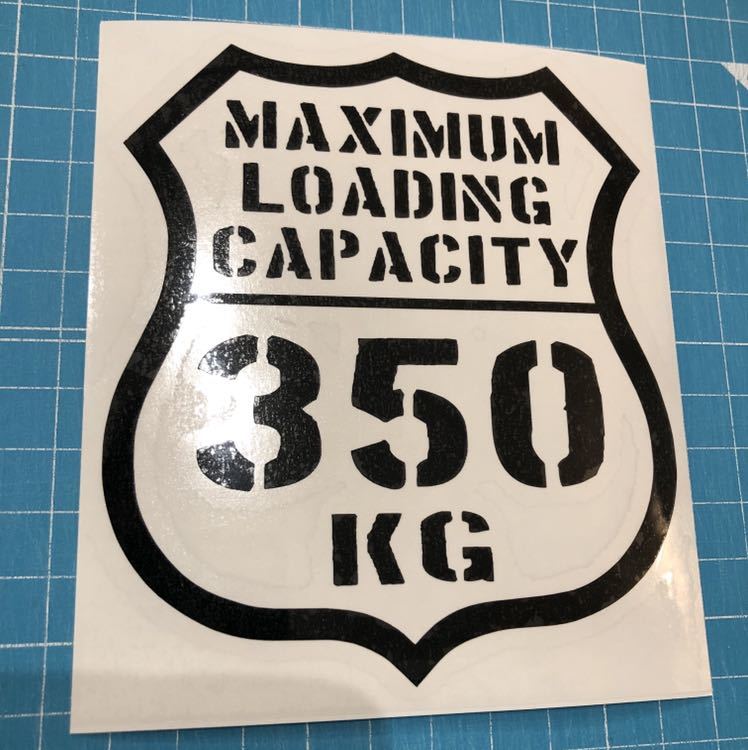 MAXIMUM
LOADING
CAPACITY
350
KG